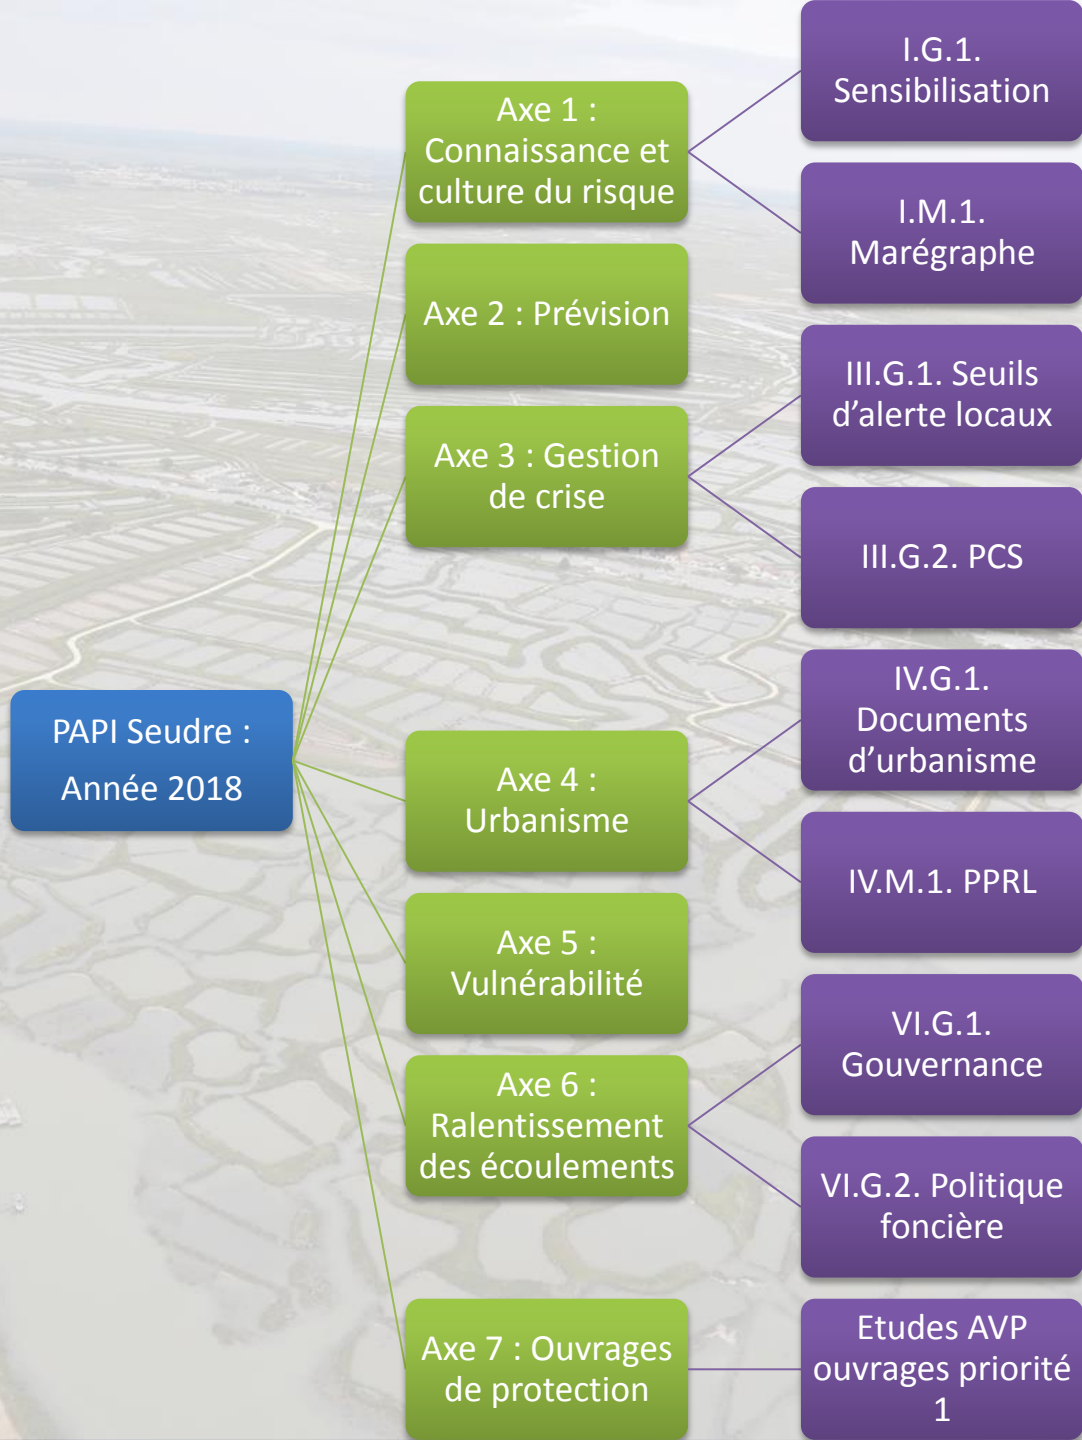 PAPI Seudre :
Année 2018
Axe 1 :
Connaissance et
culture du risque
I.G.1.
Sensibilisation
I.M.1.
Marégraphe
Axe 2 : Prévision
Axe 3 : Gestion
de crise
III.G.1. Seuils
d’alerte locaux
III.G.2. PCS
Axe 4 :
Urbanisme
IV.G.1.
Documents
d’urbanisme
IV.M.1. PPRL
Axe 5 :
Vulnérabilité
Axe 6 :
Ralentissement
des écoulements
VI.G.1.
Gouvernance
VI.G.2. Politique
foncière
Axe 7 : Ouvrages
de protection
Etudes AVP
ouvrages priorité
1